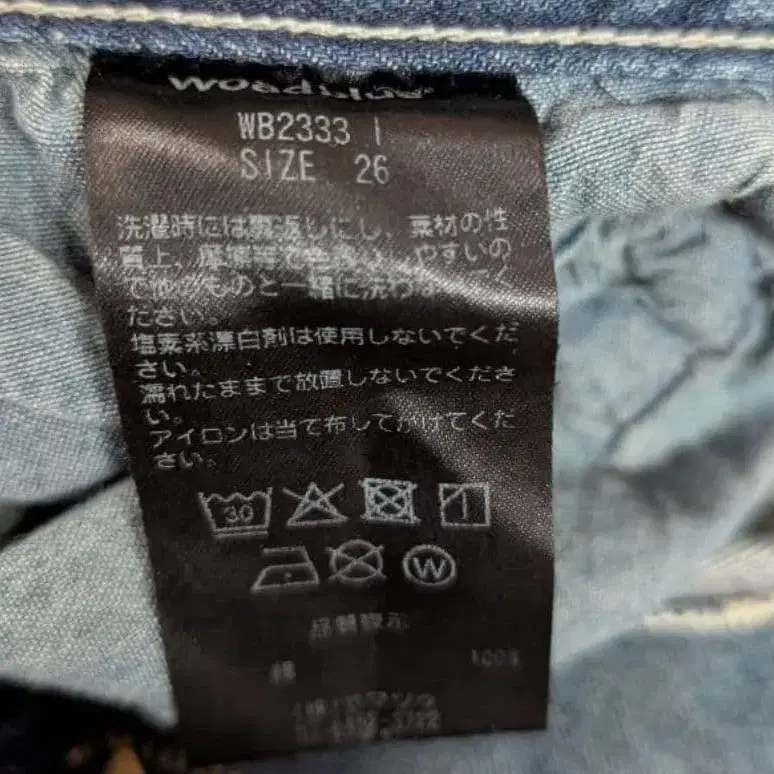 woadblue
WB2333 I
SIZE 26
洗濯時には裏返しにし、素材の性
質上、摩擦等で色落ちしやすいの
で他のものと一緒に洗わないでく
ださい。
塩素系漂白剤は使用しないでくだ
さい。
濡れたままで放置しないでくださ
い。
アイロンは当て布してかけてくだ
さい。
30
W
品質表示
綿 100%